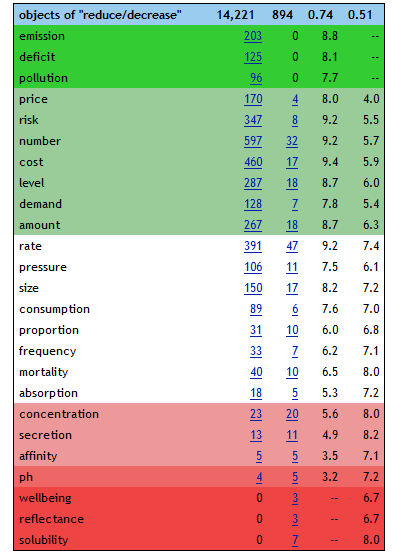 objects of "reduce/decrease" 14,221 894 0.74 0.51
emission 203 0 8.8 --
deficit 125 0 8.1 --
pollution 96 0 7.7 --
price 170 4 8.0 4.0
risk 347 8 9.2 5.5
number 597 32 9.2 5.7
cost 460 17 9.4 5.9
level 287 18 8.7 6.0
demand 128 7 7.8 5.4
amount 267 18 8.7 6.3
rate 391 47 9.2 7.4
pressure 106 11 7.5 6.1
size 150 17 8.2 7.2
consumption 89 6 7.6 7.0
proportion 31 10 6.0 6.8
frequency 33 7 6.2 7.1
mortality 40 10 6.5 8.0
absorption 18 5 5.3 7.2
concentration 23 20 5.6 8.0
secretion 13 11 4.9 8.2
affinity 5 5 3.5 7.1
ph 4 5 3.2 7.2
wellbeing 0 3 -- 6.7
reflectance 0 3 -- 6.7
solubility 0 7 -- 8.0